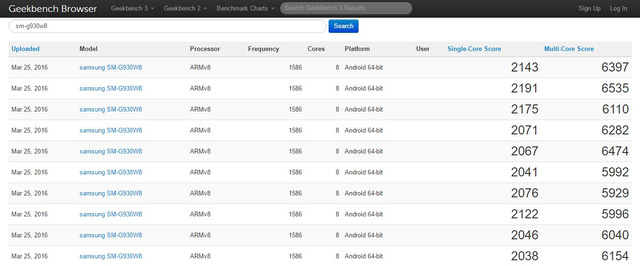 Geekbench Browser Geekbench 3 Geekbench 2 Benchmark Charts Search Geekbench 3 Results Sign Up Log In
sm-g930w8 Search
Uploaded Model Processor Frequency Cores Platform User Single-Core Score Multi-Core Score
Mar 25, 2016 samsung SM-G930W8 ARMv8 1586 8 Android 64-bit 2143 6397
Mar 25, 2016 samsung SM-G930W8 ARMv8 1586 8 Android 64-bit 2191 6535
Mar 25, 2016 samsung SM-G930W8 ARMv8 1586 8 Android 64-bit 2175 6110
Mar 25, 2016 samsung SM-G930W8 ARMv8 1586 8 Android 64-bit 2071 6282
Mar 25, 2016 samsung SM-G930W8 ARMv8 1586 8 Android 64-bit 2067 6474
Mar 25, 2016 samsung SM-G930W8 ARMv8 1586 8 Android 64-bit 2041 5992
Mar 25, 2016 samsung SM-G930W8 ARMv8 1586 8 Android 64-bit 2076 5929
Mar 25, 2016 samsung SM-G930W8 ARMv8 1586 8 Android 64-bit 2122 5996
Mar 25, 2016 samsung SM-G930W8 ARMv8 1586 8 Android 64-bit 2046 6040
Mar 25, 2016 samsung SM-G930W8 ARMv8 1586 8 Android 64-bit 2038 6154